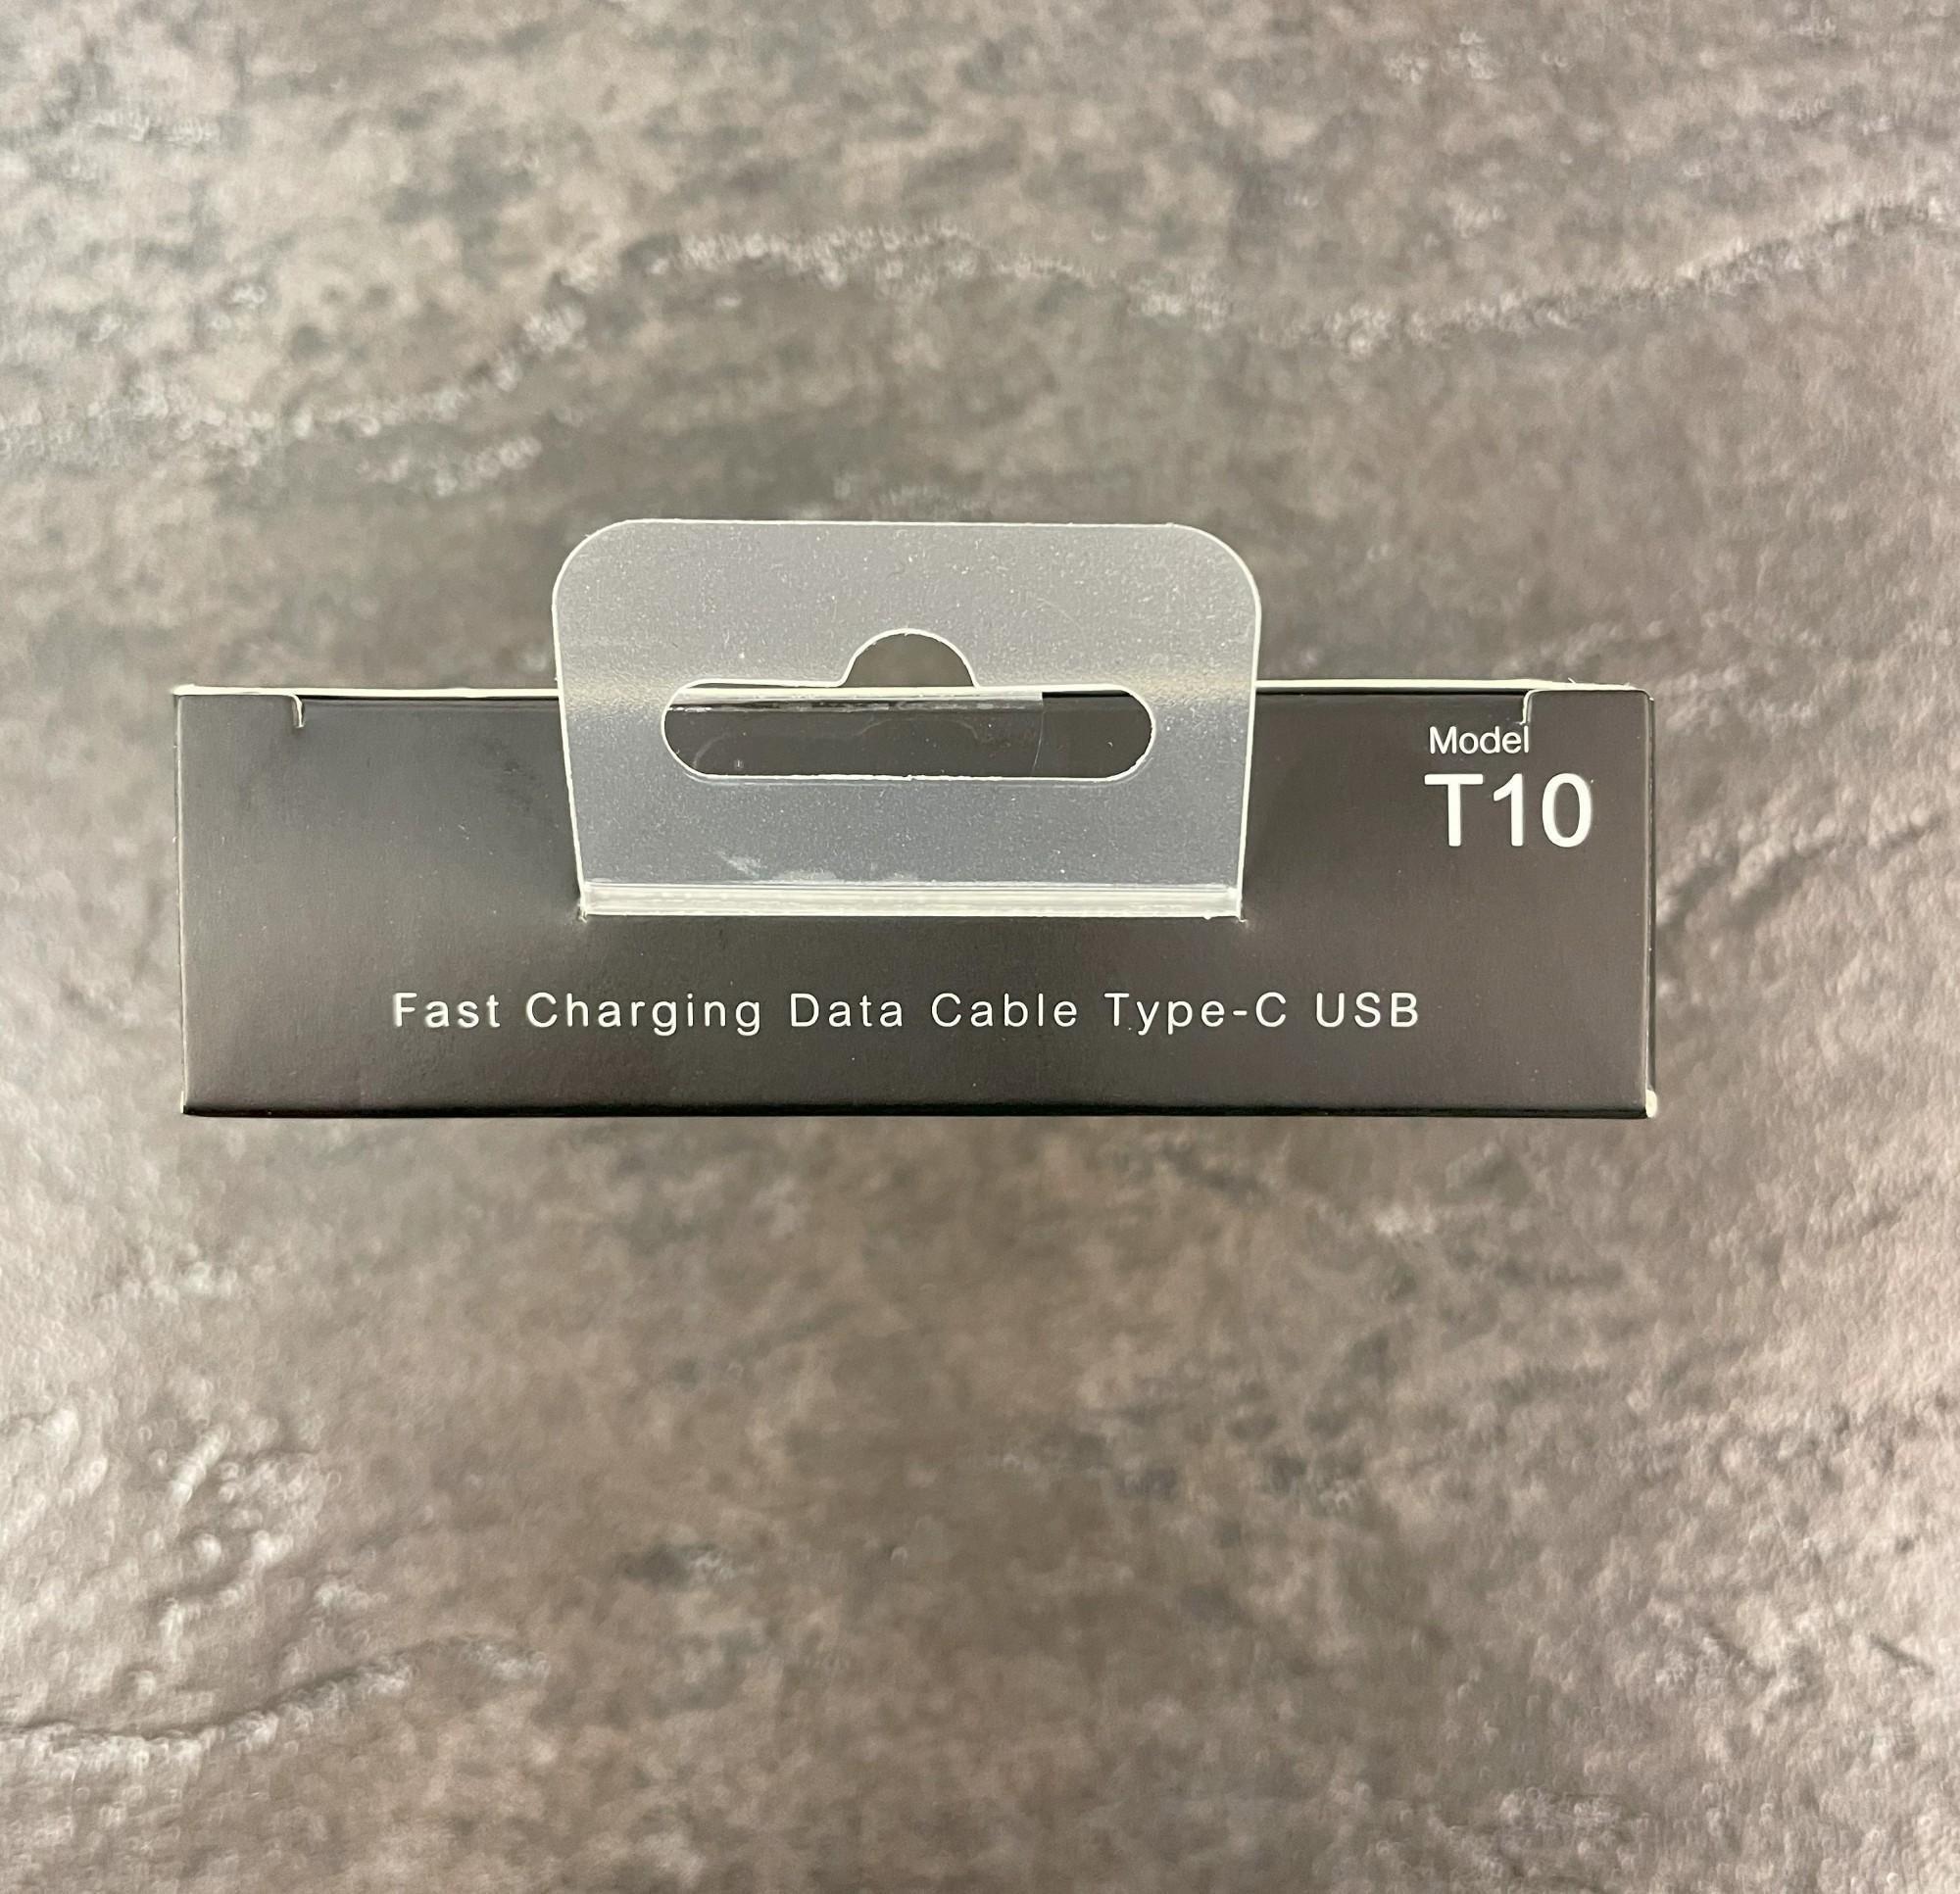 Model
T10
Fast Charging Data Cable Type-C USB